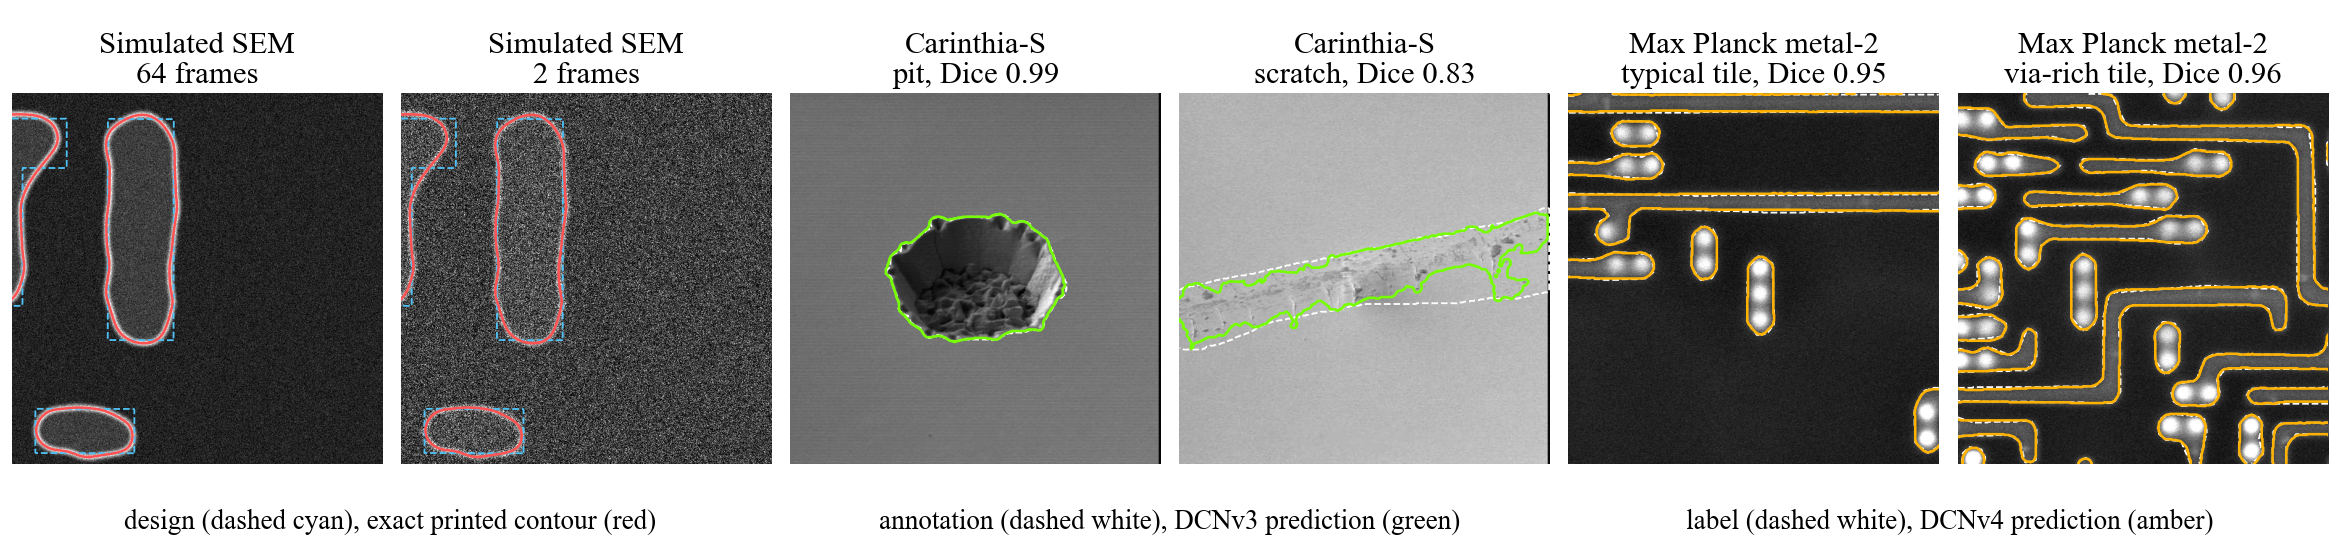 Simulated SEM
64 frames
Simulated SEM
2 frames
Carinthia-S
pit, Dice 0.99
Carinthia-S
scratch, Dice 0.83
Max Planck metal-2
typical tile, Dice 0.95
Max Planck metal-2
via-rich tile, Dice 0.96
design (dashed cyan), exact printed contour (red)
annotation (dashed white), DCNv3 prediction (green)
label (dashed white), DCNv4 prediction (amber)